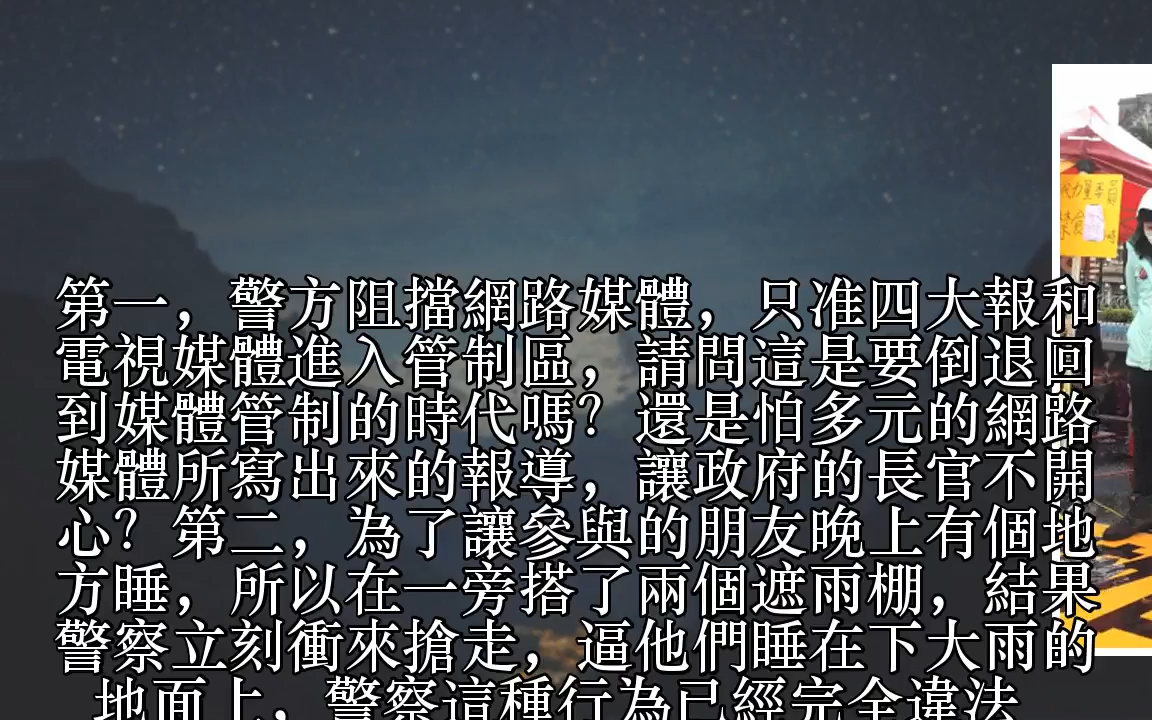 第一，警方阻擋網路媒體，只准四大報和
電視媒體進入管制區，請問這是要倒退回
到媒體管制的時代嗎？還是怕多元的網路
媒體所寫出來的報導，讓政府的長官不開
心？第二，為了讓參與的朋友晚上有個地
方睡，所以在一旁搭了兩個遮雨棚，結果
警察立刻衝來搶走，逼他們睡在下大雨的
地面上，警察這種行為已經完全違法